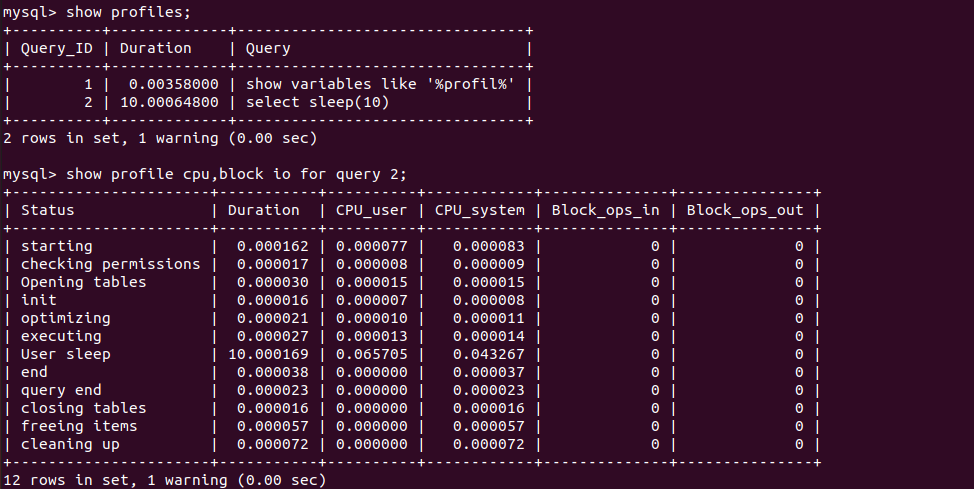 mysql> show profiles;
+----------+-------------+--------------------------------+
| Query_ID | Duration    | Query                          |
+----------+-------------+--------------------------------+
|        1 |  0.00358000 | show variables like '%profil%' |
|        2 | 10.00064800 | select sleep(10)               |
+----------+-------------+--------------------------------+
2 rows in set, 1 warning (0.00 sec)

mysql> show profile cpu,block io for query 2;
+----------------------+-----------+----------+------------+--------------+---------------+
| Status               | Duration  | CPU_user | CPU_system | Block_ops_in | Block_ops_out |
+----------------------+-----------+----------+------------+--------------+---------------+
| starting             |  0.000162 | 0.000077 |   0.000083 |            0 |             0 |
| checking permissions |  0.000017 | 0.000008 |   0.000009 |            0 |             0 |
| Opening tables       |  0.000030 | 0.000015 |   0.000015 |            0 |             0 |
| init                 |  0.000016 | 0.000007 |   0.000008 |            0 |             0 |
| optimizing           |  0.000021 | 0.000010 |   0.000011 |            0 |             0 |
| executing            |  0.000027 | 0.000013 |   0.000014 |            0 |             0 |
| User sleep           | 10.000169 | 0.065705 |   0.043267 |            0 |             0 |
| end                  |  0.000038 | 0.000000 |   0.000037 |            0 |             0 |
| query end            |  0.000023 | 0.000000 |   0.000023 |            0 |             0 |
| closing tables       |  0.000016 | 0.000000 |   0.000016 |            0 |             0 |
| freeing items        |  0.000057 | 0.000000 |   0.000057 |            0 |             0 |
| cleaning up          |  0.000072 | 0.000000 |   0.000072 |            0 |             0 |
+----------------------+-----------+----------+------------+--------------+---------------+
12 rows in set, 1 warning (0.00 sec)